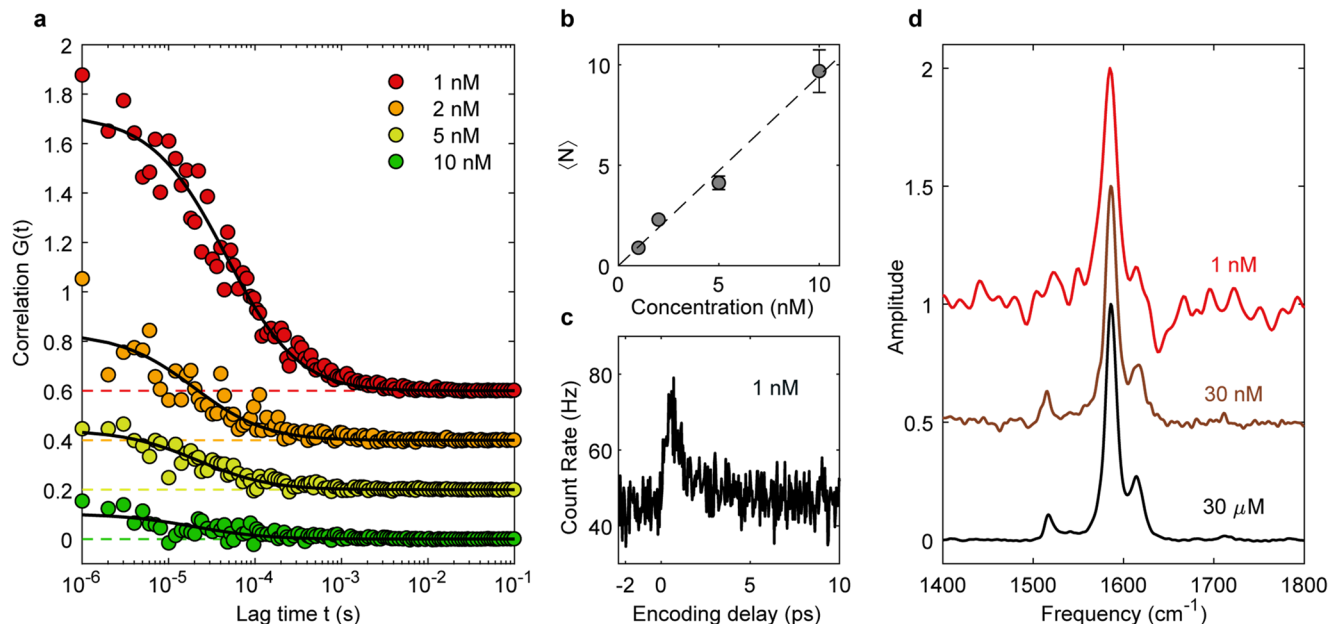 a
2
1.8
1.6
1.4
1.2
1
0.8
0.6
0.4
0.2
0
Correlation G(t)
1 nM
2 nM
5 nM
10 nM
10⁻⁶
10⁻⁵
10⁻⁴
10⁻³
10⁻²
10⁻¹
Lag time t (s)
b
10
5
0
⟨N⟩
0
5
10
Concentration (nM)
c
80
60
40
Count Rate (Hz)
1 nM
-2
0
5
10
Encoding delay (ps)
d
2
1.5
1
0.5
0
Amplitude
1 nM
30 nM
30 μM
1400
1500
1600
1700
1800
Frequency (cm⁻¹)